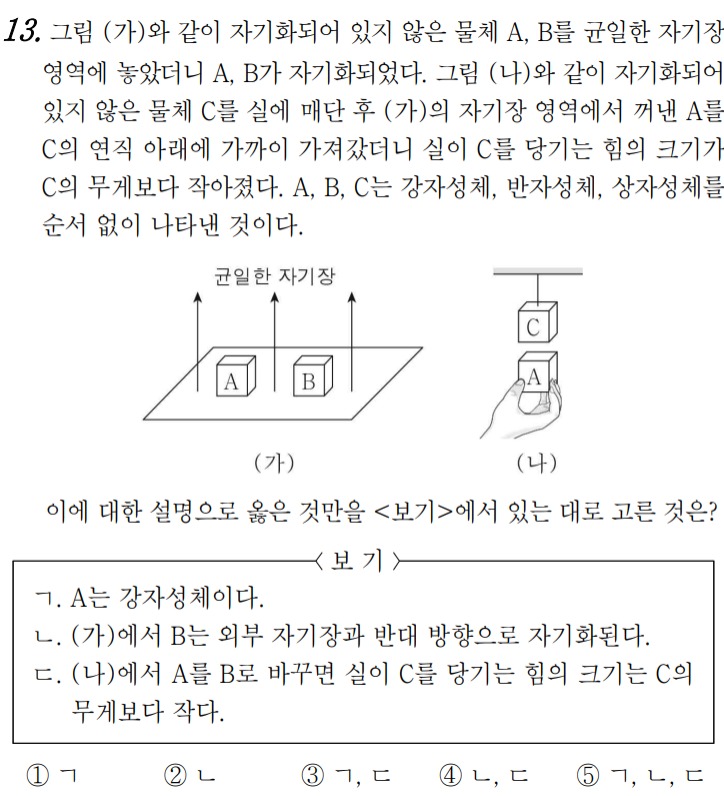 13. 그림 (가)와 같이 자기화되어 있지 않은 물체 A, B를 균일한 자기장
영역에 놓았더니 A, B가 자기화되었다. 그림 (나)와 같이 자기화되어
있지 않은 물체 C를 실에 매단 후 (가)의 자기장 영역에서 꺼낸 A를
C의 연직 아래에 가까이 가져갔더니 실이 C를 당기는 힘의 크기가
C의 무게보다 작아졌다. A, B, C는 강자성체, 반자성체, 상자성체를
순서 없이 나타낸 것이다.
균일한 자기장
A
B
(가)
C
A
(나)
이에 대한 설명으로 옳은 것만을 <보기>에서 있는 대로 고른 것은?
<보 기>
ㄱ. A는 강자성체이다.
ㄴ. (가)에서 B는 외부 자기장과 반대 방향으로 자기화된다.
ㄷ. (나)에서 A를 B로 바꾸면 실이 C를 당기는 힘의 크기는 C의
무게보다 작다.
① ㄱ ② ㄴ ③ ㄱ, ㄷ ④ ㄴ, ㄷ ⑤ ㄱ, ㄴ, ㄷ